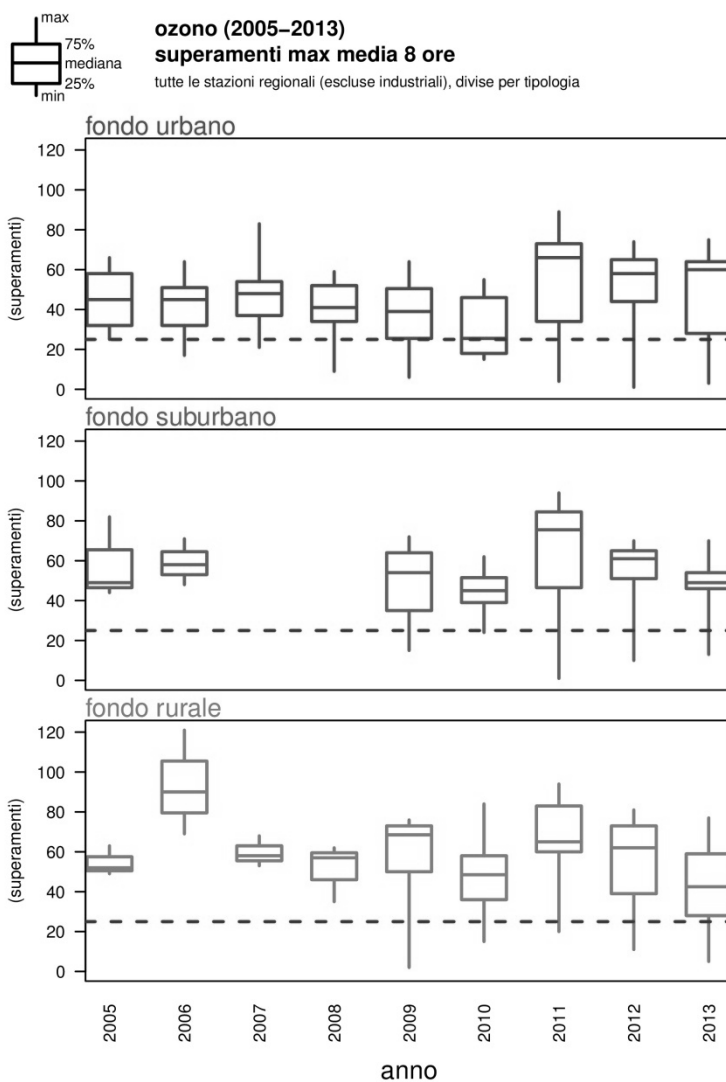 max
75%
mediana
25%
min
ozono (2005–2013)
superamenti max media 8 ore
tutte le stazioni regionali (escluse industriali), divise per tipologia
fondo urbano
120
100
80
60
40
20
0
(superamenti)
fondo suburbano
120
100
80
60
40
20
0
(superamenti)
fondo rurale
120
100
80
60
40
20
0
(superamenti)
2005
2006
2007
2008
2009
2010
2011
2012
2013
anno